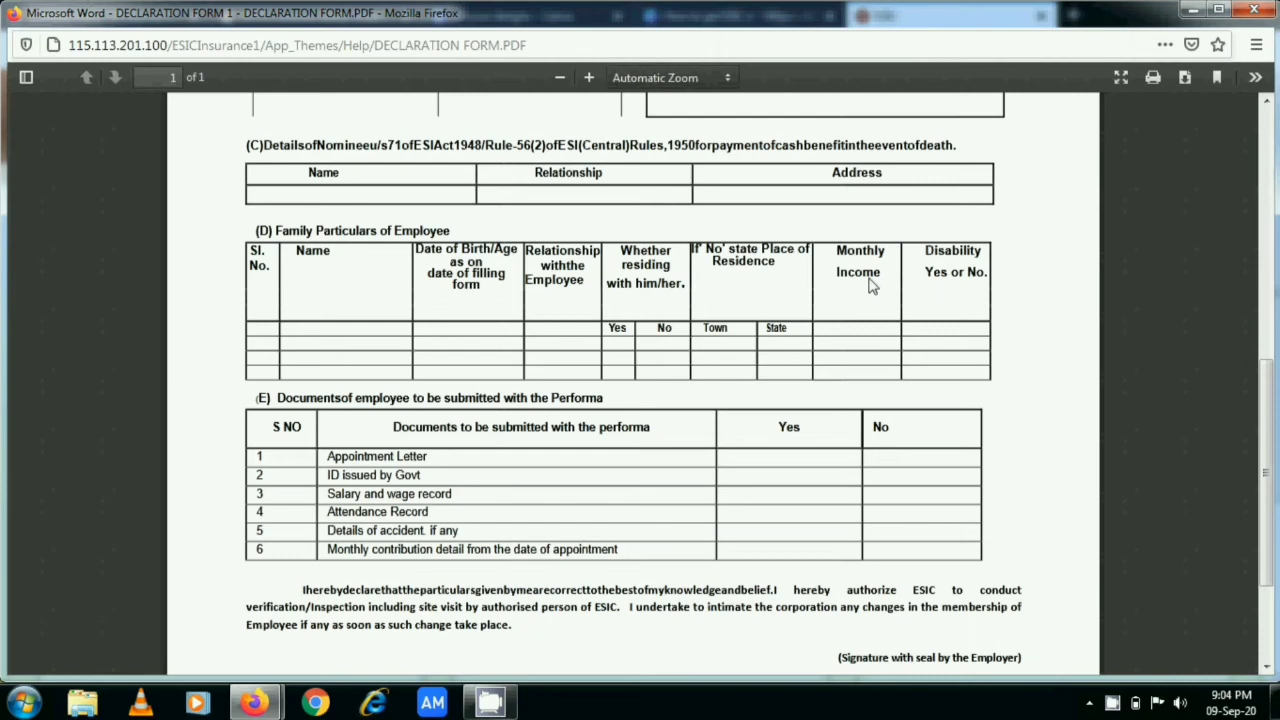 Microsoft Word - DECLARATION FORM 1 - DECLARATION FORM.PDF - Mozilla Firefox
115.113.201.100/ESICInsurance1/App_Themes/Help/DECLARATION FORM.PDF
1 of 1
Automatic Zoom
(C)DetailsofNomineeu/s71ofESIAct1948/Rule-56(2)ofESI(Central)Rules,1950forpaymentofcashbenefitintheeventofdeath.
Name Relationship Address
(D) Family Particulars of Employee
Sl. No. Name Date of Birth/Age as on date of filling form Relationship withthe Employee Whether residing with him/her. If' No' state Place of Residence Monthly Income Disability Yes or No.
Yes No Town State
(E) Documentsof employee to be submitted with the Performa
S NO Documents to be submitted with the performa Yes No
1 Appointment Letter
2 ID issued by Govt
3 Salary and wage record
4 Attendance Record
5 Details of accident. if any
6 Monthly contribution detail from the date of appointment
IherebydeclarethattheparticularsgivenbymearecorrecttothebestofmyknowledgeandbeliefI.I hereby authorize ESIC to conduct
verification/Inspection including site visit by authorised person of ESIC. I undertake to intimate the corporation any changes in the membership of
Employee if any as soon as such change take place.
(Signature with seal by the Employer)
AM
9:04 PM
09-Sep-20